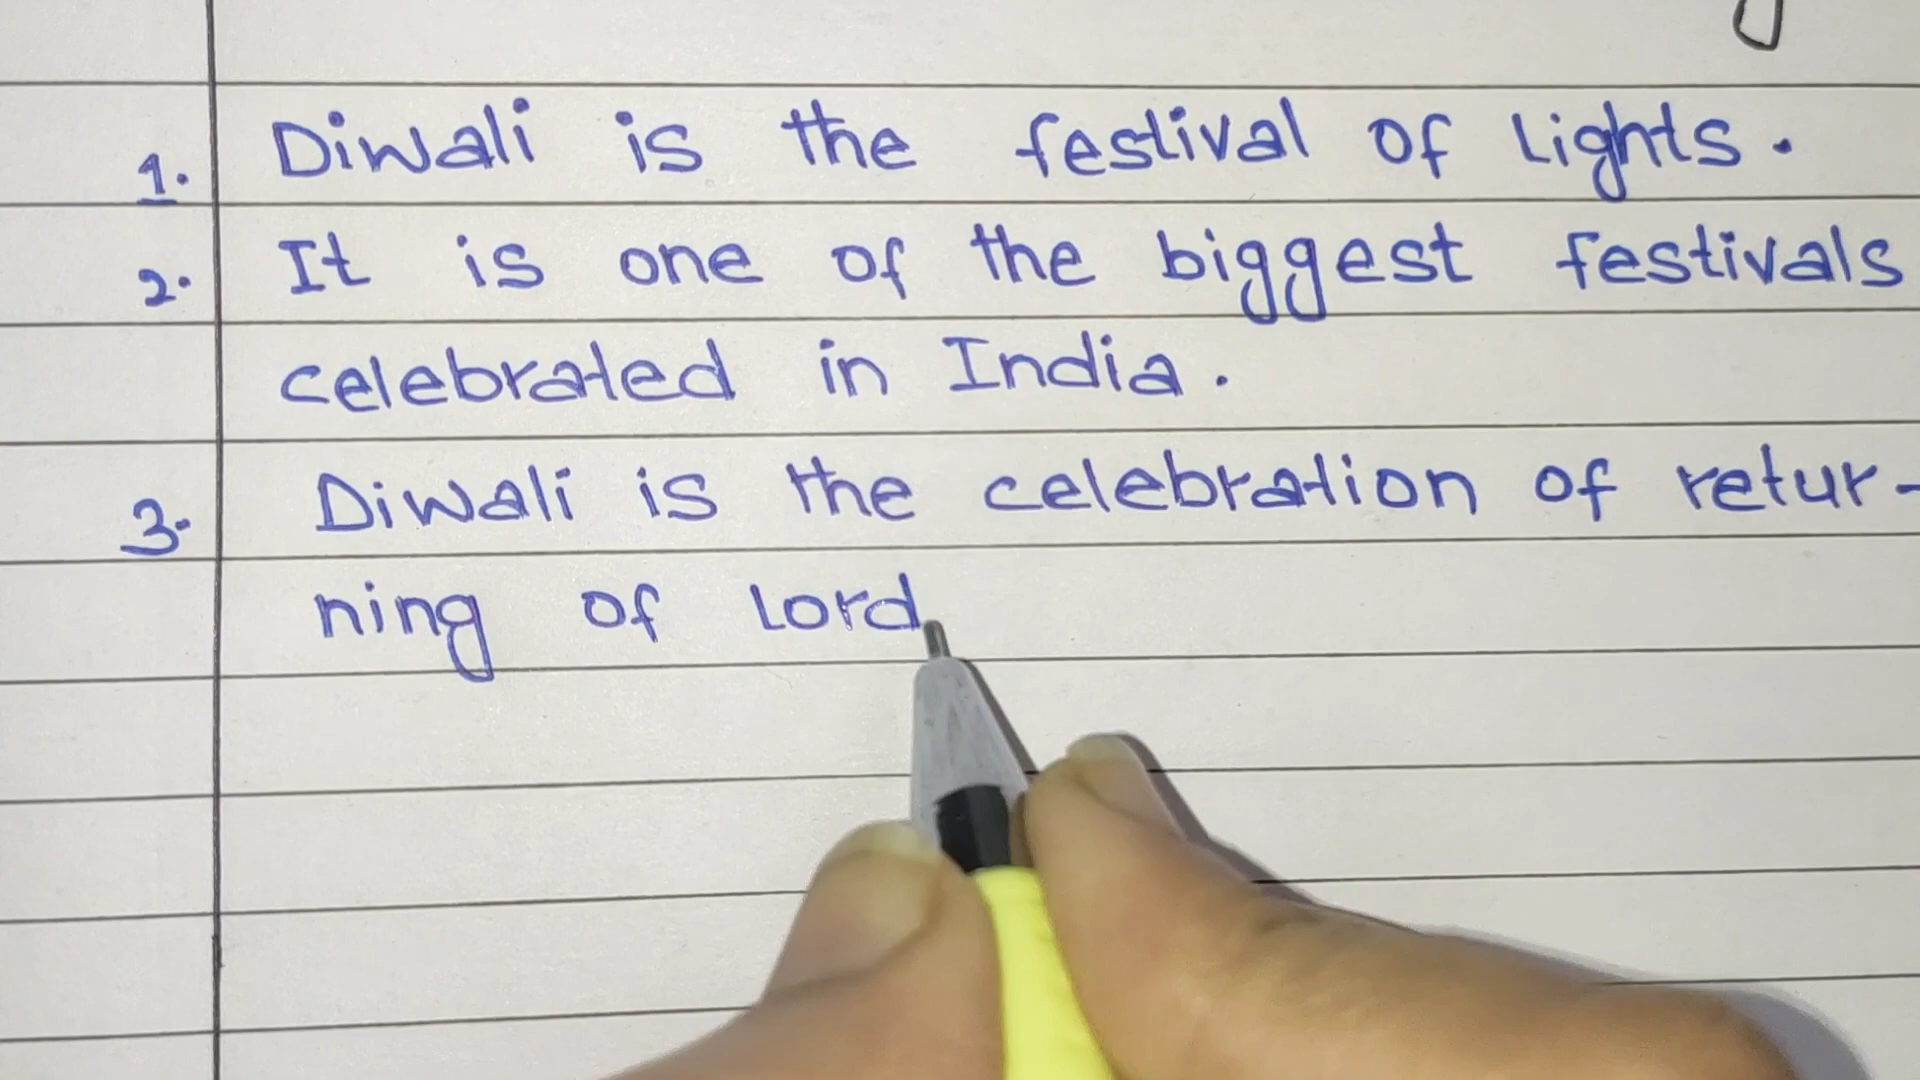 1. Diwali is the festival of Lights.
2. It is one of the biggest festivals
celebrated in India.
3. Diwali is the celebration of retur-
ning of Lord